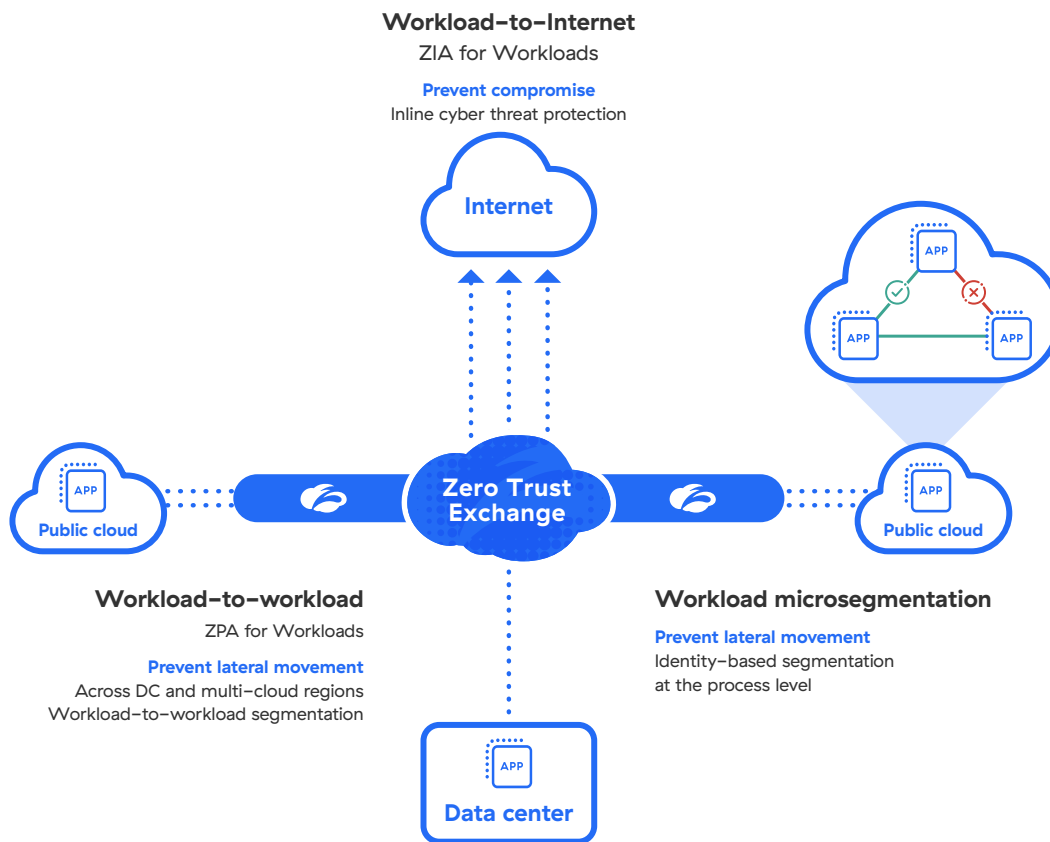 Workload-to-Internet
ZIA for Workloads
Prevent compromise
Inline cyber threat protection
Internet
APP
APP
APP
APP
Public cloud
Zero Trust
Exchange
APP
Public cloud
Workload-to-workload
ZPA for Workloads
Prevent lateral movement
Across DC and multi-cloud regions
Workload-to-workload segmentation
Workload microsegmentation
Prevent lateral movement
Identity-based segmentation
at the process level
APP
Data center